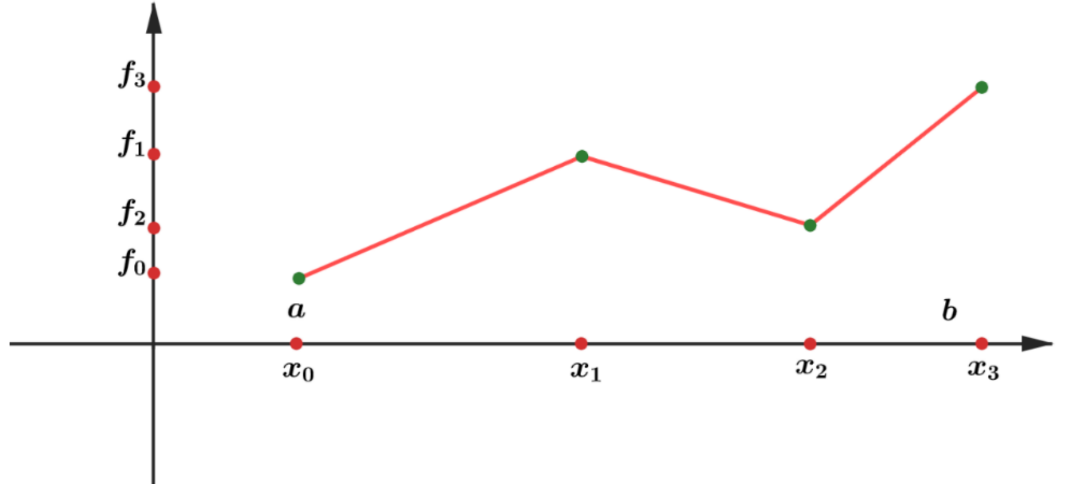 f₃
f₁
f₂
f₀
a b
x₀ x₁ x₂ x₃